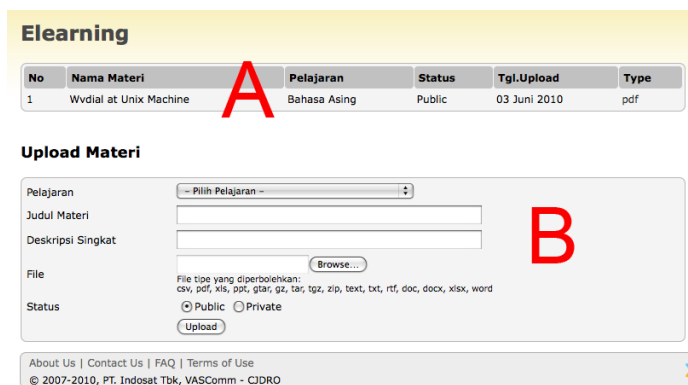 Elearning
No Nama Materi Pelajaran Status Tgl.Upload Type
1 Wvdial at Unix Machine Bahasa Asing Public 03 Juni 2010 pdf
A
Upload Materi
Pelajaran – Pilih Pelajaran –
Judul Materi
Deskripsi Singkat
B
File Browse...
File tipe yang diperbolehkan:
csv, pdf, xls, ppt, gtar, gz, tar, tgz, zip, text, txt, rtf, doc, docx, xlsx, word
Status Public Private
Upload
About Us | Contact Us | FAQ | Terms of Use
© 2007-2010, PT. Indosat Tbk, VASComm - CJDRO